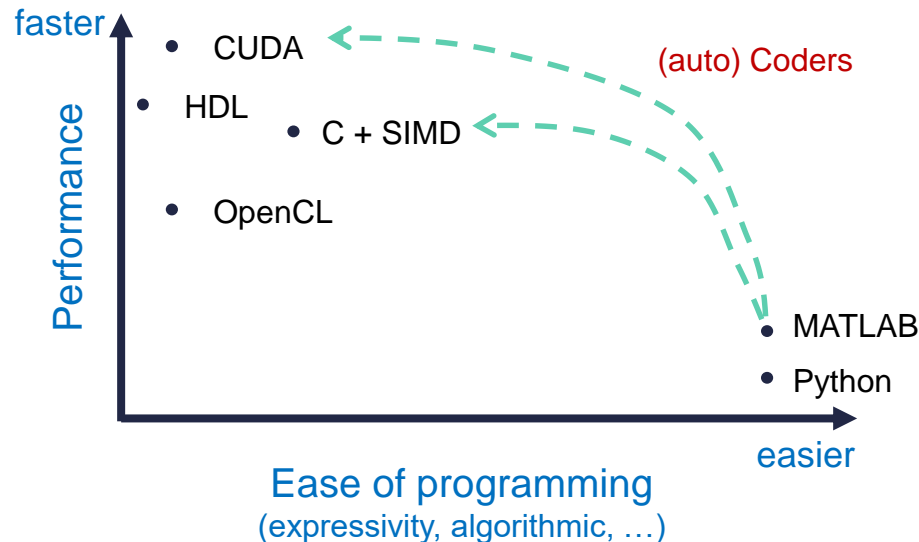 faster
CUDA
(auto) Coders
HDL
C + SIMD
OpenCL
Performance
MATLAB
Python
easier
Ease of programming
(expressivity, algorithmic, …)